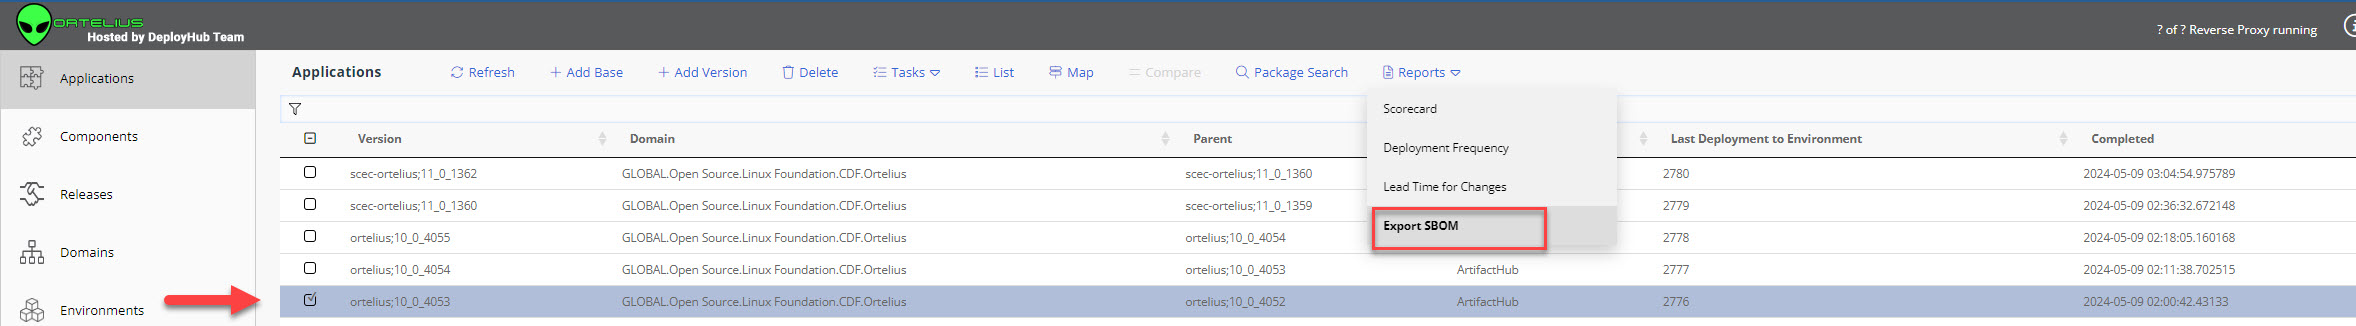 ORTELIUS
Hosted by DeployHub Team
? of ? Reverse Proxy running
Applications
Components
Releases
Domains
Environments
Applications Refresh + Add Base + Add Version Delete Tasks List Map Compare Package Search Reports
Scorecard
Deployment Frequency
Lead Time for Changes
Export SBOM
Version Domain Parent Last Deployment to Environment Completed
scec-ortelius;11_0_1362 GLOBAL.Open Source.Linux Foundation.CDF.Ortelius scec-ortelius;11_0_1360 2780 2024-05-09 03:04:54.975789
scec-ortelius;11_0_1360 GLOBAL.Open Source.Linux Foundation.CDF.Ortelius scec-ortelius;11_0_1359 2779 2024-05-09 02:36:32.672148
ortelius;10_0_4055 GLOBAL.Open Source.Linux Foundation.CDF.Ortelius ortelius;10_0_4054 2778 2024-05-09 02:18:05.160168
ortelius;10_0_4054 GLOBAL.Open Source.Linux Foundation.CDF.Ortelius ortelius;10_0_4053 ArtifactHub 2777 2024-05-09 02:11:38.702515
ortelius;10_0_4053 GLOBAL.Open Source.Linux Foundation.CDF.Ortelius ortelius;10_0_4052 ArtifactHub 2776 2024-05-09 02:00:42.43133